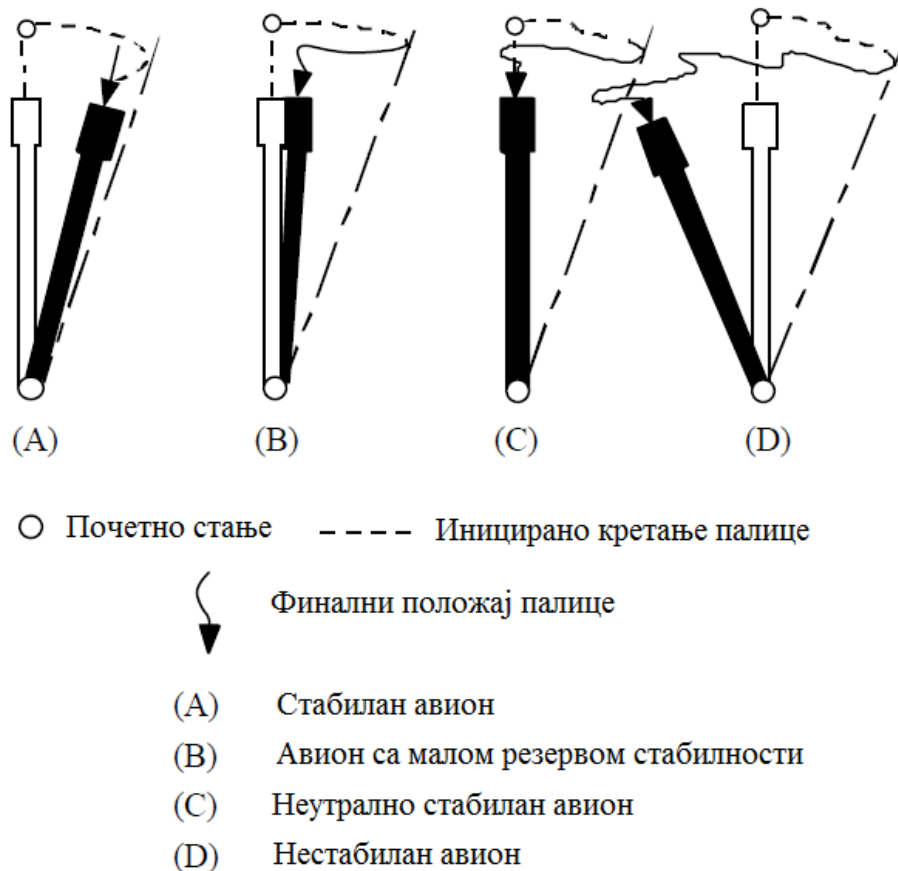 (A) (B) (C) (D)
Почетно стање Иницирано кретање палице
Финални положај палице
(A) Стабилан авион
(B) Авион са малом резервом стабилности
(C) Неутрално стабилан авион
(D) Нестабилан авион